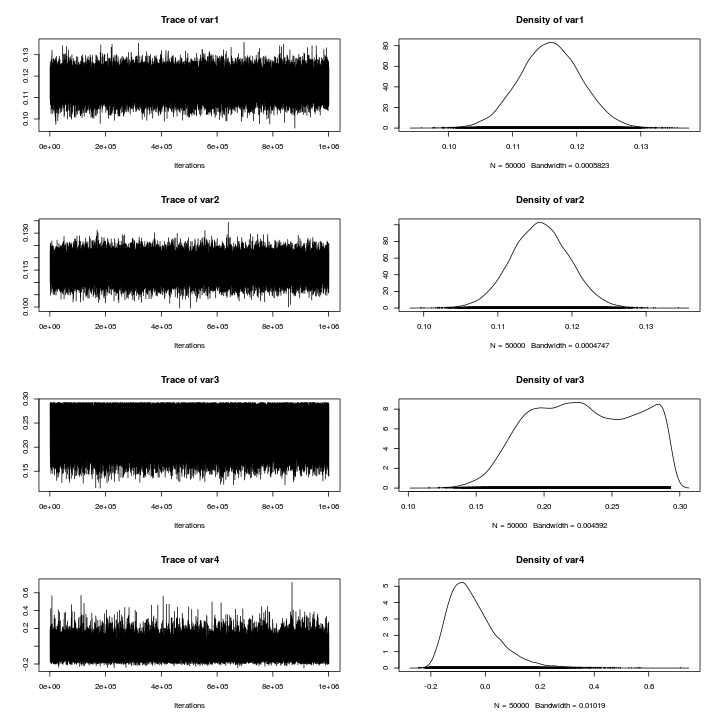 Trace of var1
0.10 0.11 0.12 0.13
0e+00 2e+05 4e+05 6e+05 8e+05 1e+06
Iterations
Density of var1
0 20 40 60 80
0.10 0.11 0.12 0.13
N = 50000 Bandwidth = 0.0005823
Trace of var2
0.100 0.115 0.130
0e+00 2e+05 4e+05 6e+05 8e+05 1e+06
Iterations
Density of var2
0 20 40 60 80
0.10 0.11 0.12 0.13
N = 50000 Bandwidth = 0.0004747
Trace of var3
0.15 0.20 0.25 0.30
0e+00 2e+05 4e+05 6e+05 8e+05 1e+06
Iterations
Density of var3
0 2 4 6 8
0.10 0.15 0.20 0.25 0.30
N = 50000 Bandwidth = 0.004592
Trace of var4
-0.2 0.2 0.4 0.6
0e+00 2e+05 4e+05 6e+05 8e+05 1e+06
Iterations
Density of var4
0 1 2 3 4 5
-0.2 0.0 0.2 0.4 0.6
N = 50000 Bandwidth = 0.01019